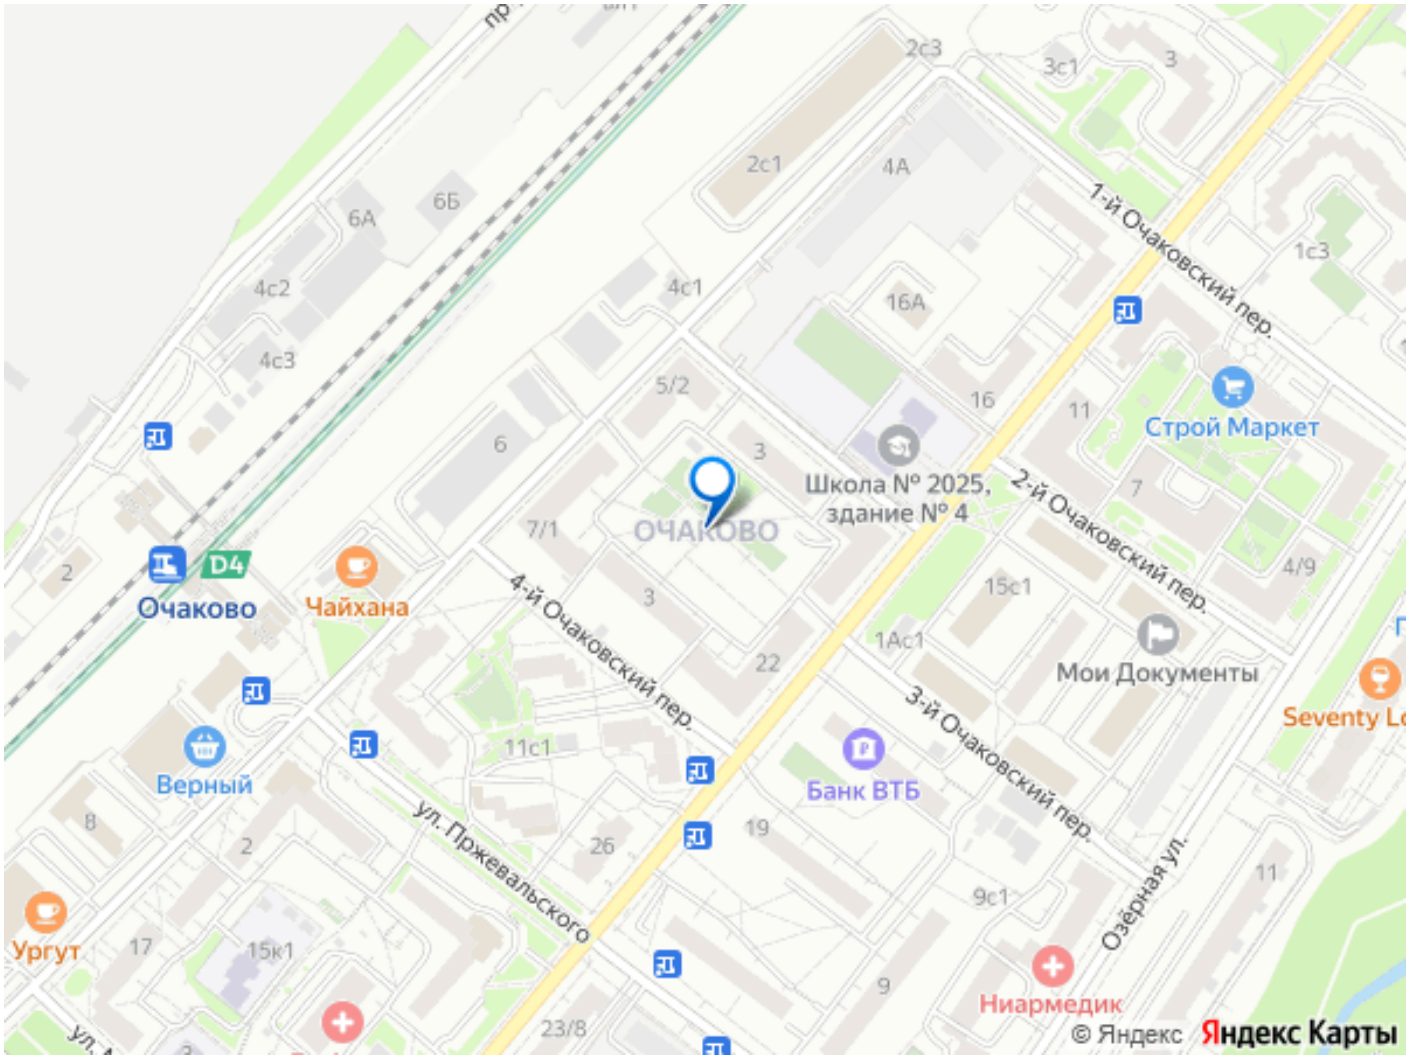 пр
2с3
3с1
3
2с1
4А
6Б
6А
1-й Очаковский пер.
1с3
4с2
4с1
16А
4с3
5/2
16
11
Строй Маркет
6
3
Школа № 2025,
здание № 4
2-й Очаковский пер.
7
7/1
ОЧАКОВО
D4
2
Очаково
Чайхана
4-й Очаковский пер.
3
15с1
4/9
1Ас1
22
Мои Документы
3-й Очаковский пер.
Seventy Lo
11с1
Верный
Банк ВТБ
8
2
ул. Пржевальского
26
19
Озёрная ул.
11
9с1
Ургут
17
15к1
9
Ниармедик
23/8
ул.
3
© Яндекс
Яндекс Карты